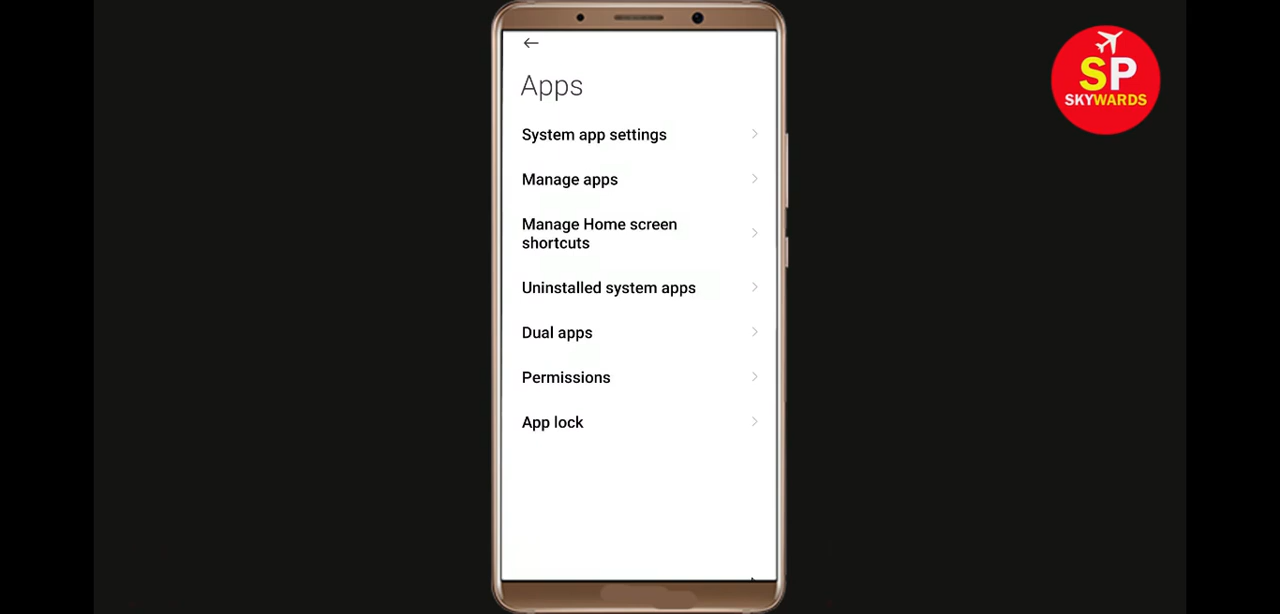 Apps
System app settings
Manage apps
Manage Home screen
shortcuts
Uninstalled system apps
Dual apps
Permissions
App lock
SP
SKYWARDS